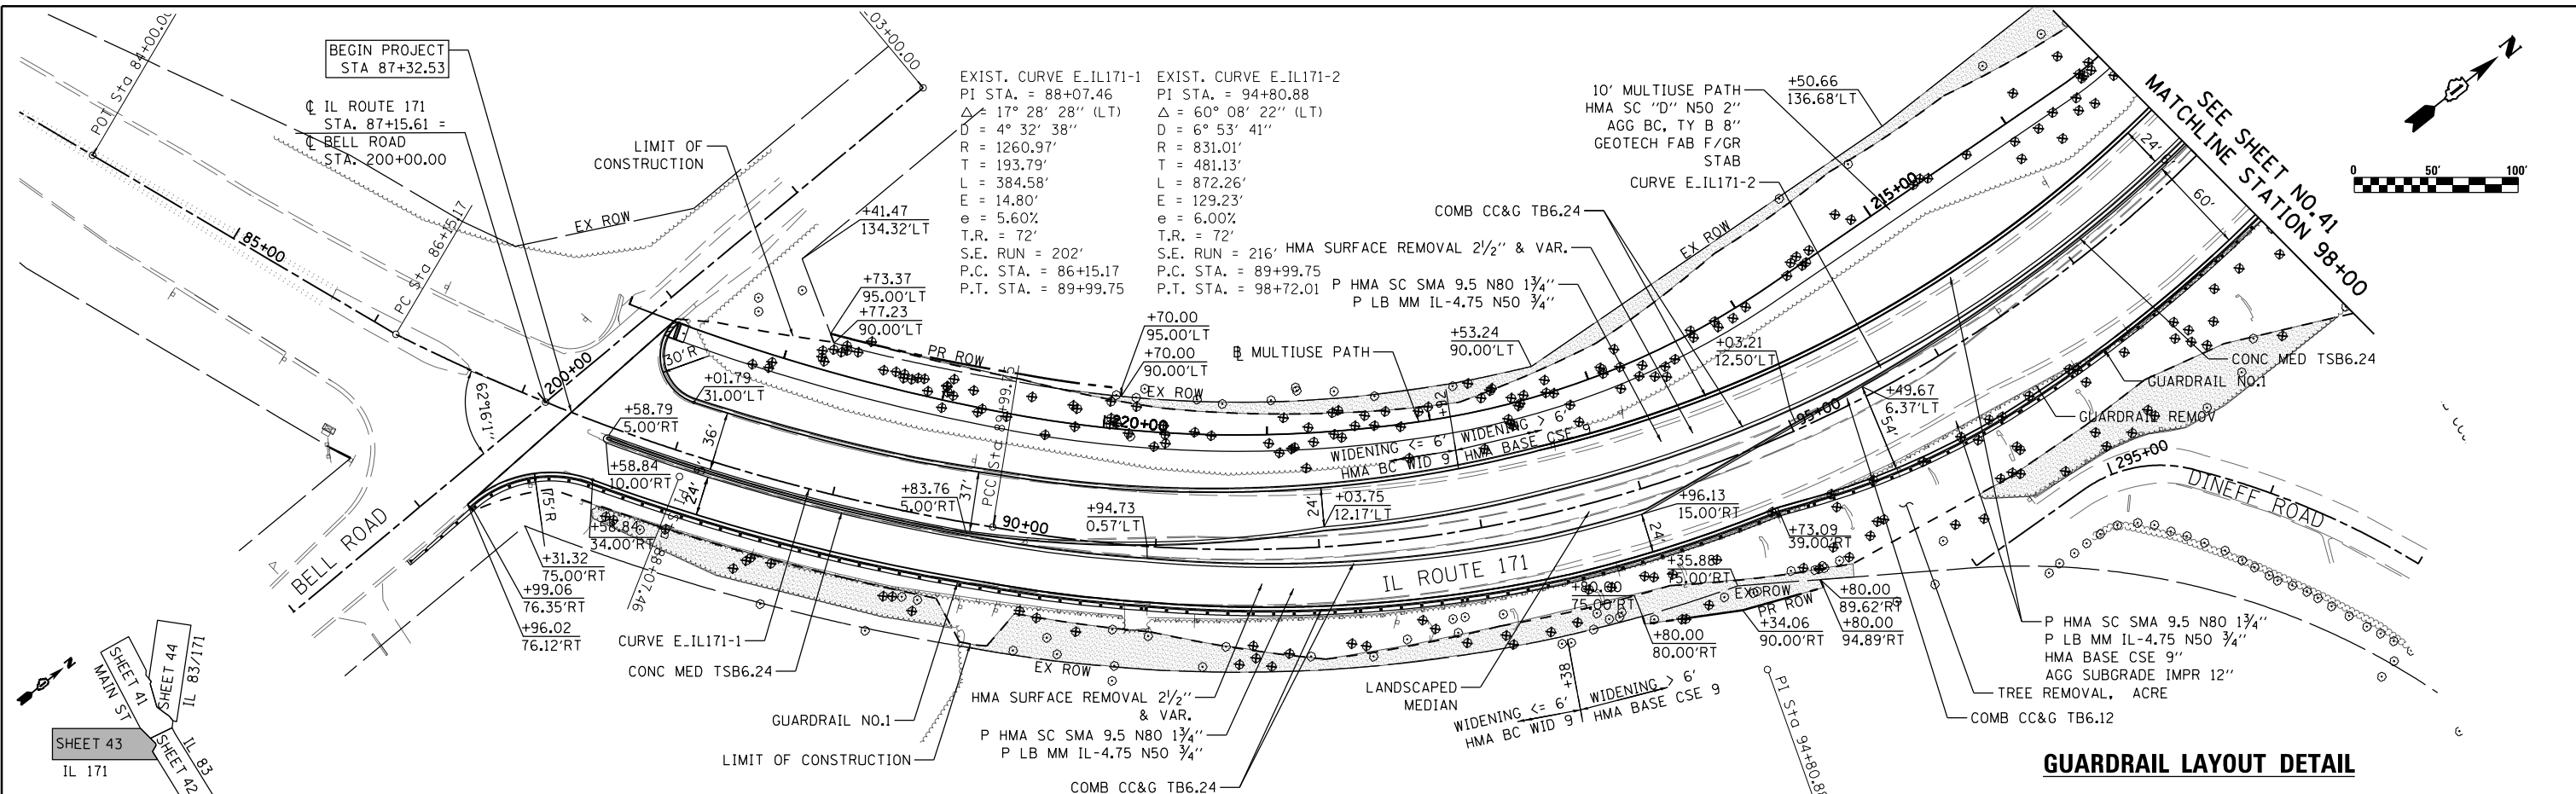 BEGIN PROJECT
STA 87+32.53
℄ IL ROUTE 171
STA. 87+15.61 =
℄ BELL ROAD
STA. 200+00.00
POT Sta 84+00.00
PC Sta 86+15.17
85+00
EX ROW
LIMIT OF
CONSTRUCTION
03+00.00
EXIST. CURVE E_IL171-1
PI STA. = 88+07.46
Δ = 17° 28' 28" (LT)
D = 4° 32' 38"
R = 1260.97'
T = 193.79'
L = 384.58'
E = 14.80'
e = 5.60%
T.R. = 72'
S.E. RUN = 202'
P.C. STA. = 86+15.17
P.T. STA. = 89+99.75
EXIST. CURVE E_IL171-2
PI STA. = 94+80.88
Δ = 60° 08' 22" (LT)
D = 6° 53' 41"
R = 831.01'
T = 481.13'
L = 872.26'
E = 129.23'
e = 6.00%
T.R. = 72'
S.E. RUN = 216'
P.C. STA. = 89+99.75
P.T. STA. = 98+72.01
10' MULTIUSE PATH
HMA SC "D" N50 2"
AGG BC, TY B 8"
GEOTECH FAB F/GR
STAB
CURVE E_IL171-2
+50.66
136.68'LT
COMB CC&G TB6.24
HMA SURFACE REMOVAL 2½" & VAR.
P HMA SC SMA 9.5 N80 1¾"
P LB MM IL-4.75 N50 ¾"
SEE SHEET NO.41
MATCHLINE STATION 98+00
N
0 50' 100'
24'
60'
215+00
EX ROW
+41.47
134.32'LT
+73.37
95.00'LT
+77.23
90.00'LT
PR ROW
+70.00
95.00'LT
+70.00
90.00'LT
EX ROW
MULTIUSE PATH
+53.24
90.00'LT
+03.21
12.50'LT
CONC MED TSB6.24
GUARDRAIL NO.1
GUARDRAIL REMOV
+49.67
6.37'LT
95+00
54'
200+00
62°16'1"
30'R
+01.79
31.00'LT
+58.79
5.00'RT
36'
220+00
+92
WIDENING <= 6'
WIDENING > 6'
HMA BC WID 9
HMA BASE CSE 9
295+00
DINEFF ROAD
+58.84
10.00'RT
24'
+83.76
5.00'RT
37'
PCC Sta 89+99.75
90+00
+94.73
0.57'LT
24'
+03.75
12.17'LT
+96.13
15.00'RT
24'
+73.09
39.00'RT
BELL ROAD
75'R
+58.84
34.00'RT
+31.32
75.00'RT
+99.06
76.35'RT
+96.02
76.12'RT
IL ROUTE 171
+80.00
75.00'RT
+35.88
75.00'RT
EX ROW
PR ROW
+80.00
89.62'RT
+80.00
94.89'RT
+34.06
90.00'RT
+80.00
80.00'RT
CURVE E_IL171-1
CONC MED TSB6.24
GUARDRAIL NO.1
LIMIT OF CONSTRUCTION
EX ROW
HMA SURFACE REMOVAL 2½"
& VAR.
P HMA SC SMA 9.5 N80 1¾"
P LB MM IL-4.75 N50 ¾"
COMB CC&G TB6.24
LANDSCAPED
MEDIAN
+38
WIDENING <= 6'
WIDENING > 6'
HMA BC WID 9
HMA BASE CSE 9
PI Sta 94+80.88
P HMA SC SMA 9.5 N80 1¾"
P LB MM IL-4.75 N50 ¾"
HMA BASE CSE 9"
AGG SUBGRADE IMPR 12"
TREE REMOVAL, ACRE
COMB CC&G TB6.12
N
SHEET 41
MAIN ST
SHEET 44
IL 83/171
SHEET 43
IL 171
IL 83
SHEET 42
GUARDRAIL LAYOUT DETAIL